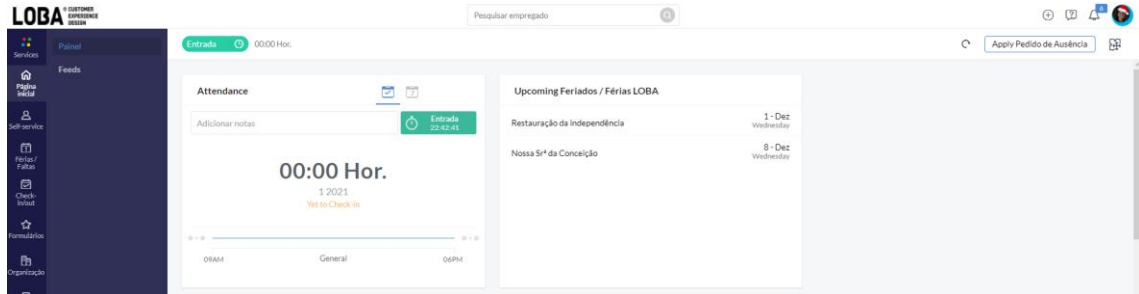 LOBA
CUSTOMER
EXPERIENCE
DESIGN
Pesquisar empregado
4
Services
Painel
Entrada
00:00 Hor.
Apply Pedido de Ausência
Página
inicial
Feeds
Self-service
Férias /
Faltas
Check-
in/out
Formulários
Organização
Attendance
Adicionar notas
Entrada
22:42:41
00:00 Hor.
1 2021
Yet to Check-in
09AM
General
06PM
Upcoming Feriados / Férias LOBA
Restauração da independência
1 - Dez
Wednesday
Nossa Srª da Conceição
8 - Dez
Wednesday